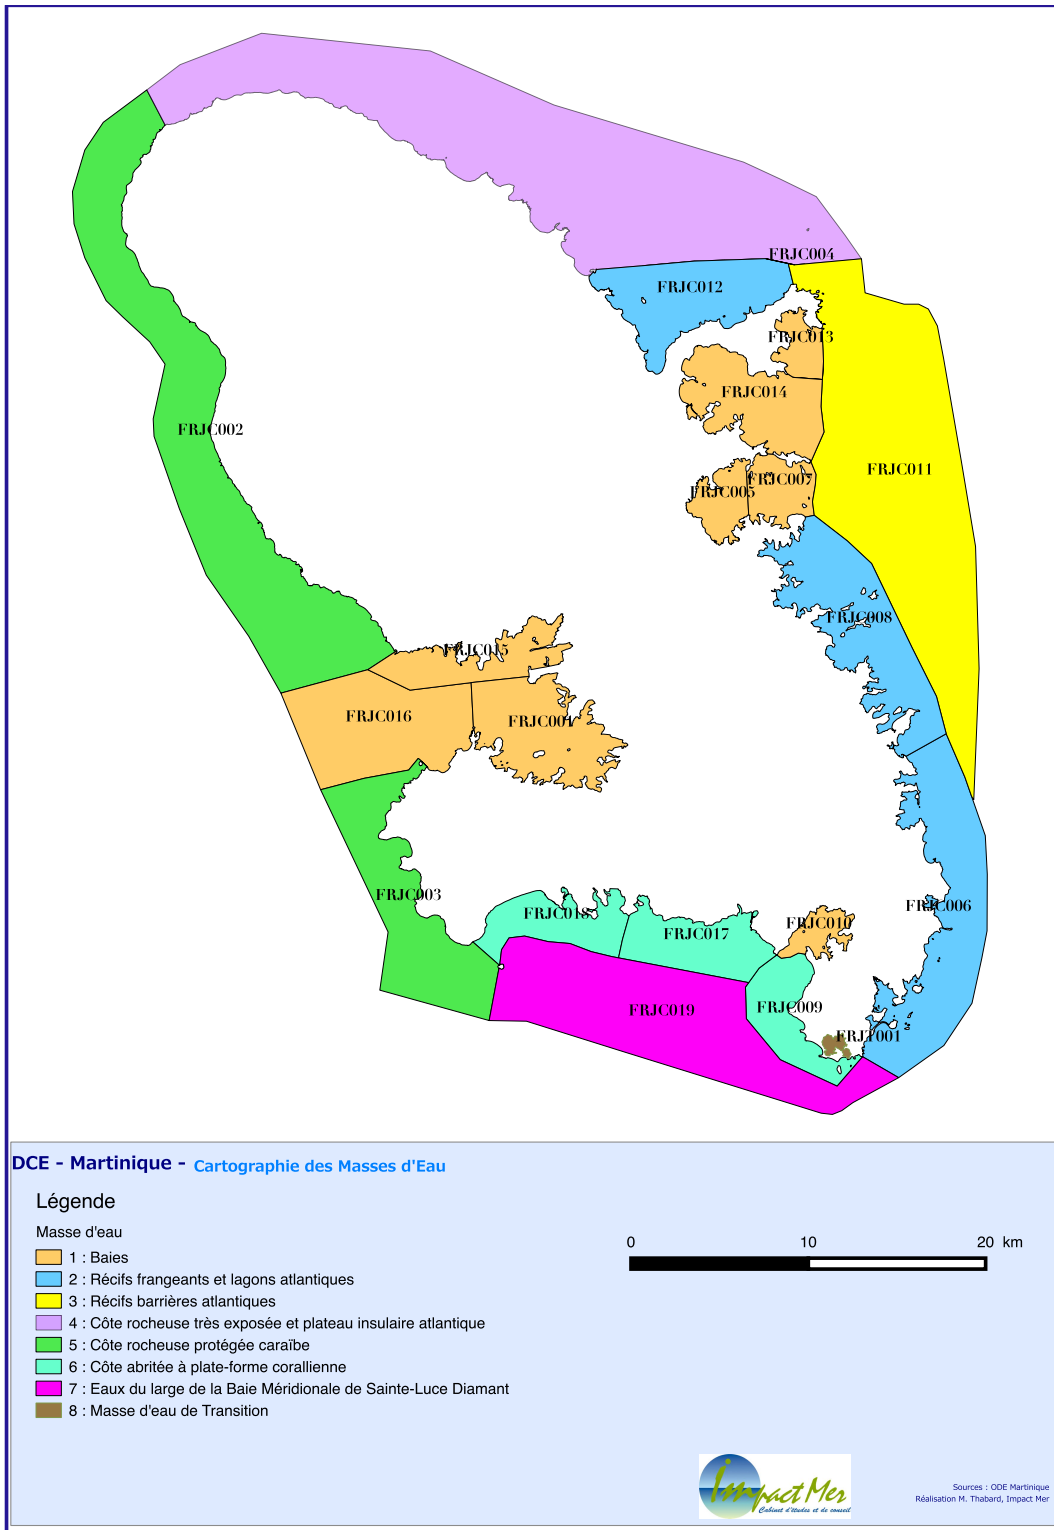 FRJC004
FRJC012
FRJC013
FRJC014
FRJC002
FRJC011
FRJC005
FRJC007
FRJC008
FRJC015
FRJC016
FRJC001
FRJC003
FRJC006
FRJC018
FRJC017
FRJC010
FRJC009
FRJC019
FRJT001
DCE - Martinique - Cartographie des Masses d'Eau
Légende
Masse d'eau
1 : Baies
2 : Récifs frangeants et lagons atlantiques
3 : Récifs barrières atlantiques
4 : Côte rocheuse très exposée et plateau insulaire atlantique
5 : Côte rocheuse protégée caraïbe
6 : Côte abritée à plate-forme corallienne
7 : Eaux du large de la Baie Méridionale de Sainte-Luce Diamant
8 : Masse d'eau de Transition
0 10 20 km
Impact Mer
Cabinet d'études et de conseil
Sources : ODE Martinique
Réalisation M. Thabard, Impact Mer